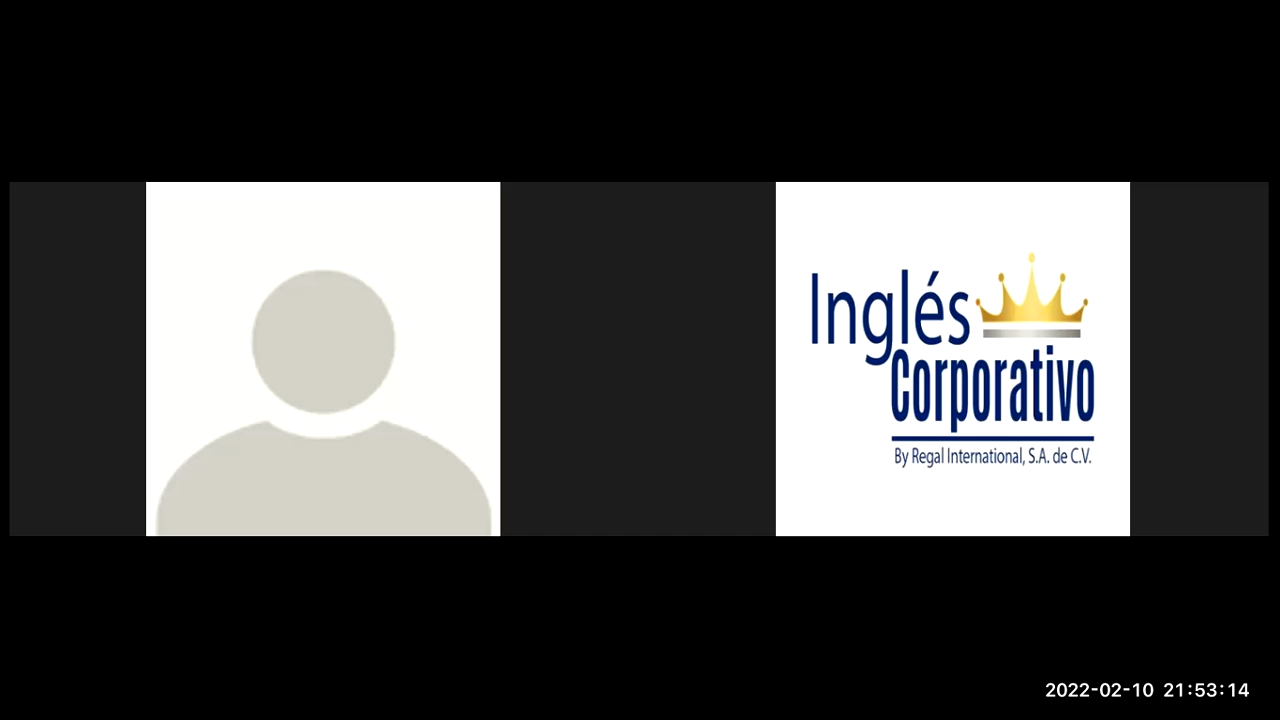 Inglés
Corporativo
By Regal International, S.A. de C.V.
2022-02-10 21:53:14